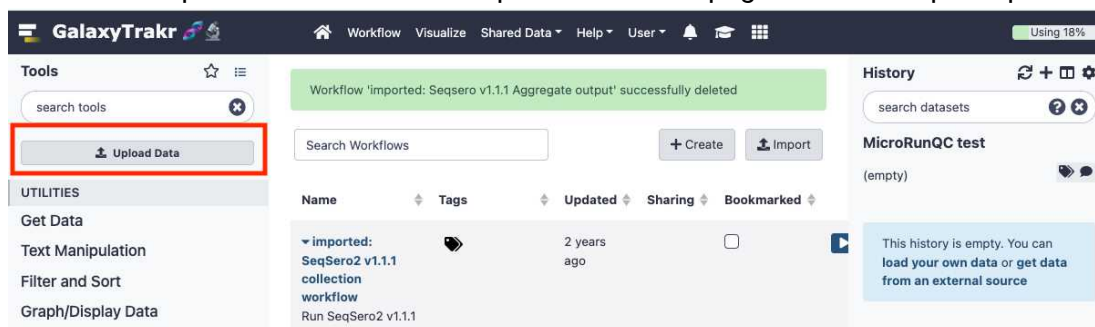 GalaxyTrakr
Workflow Visualize Shared Data Help User
Using 18%
Tools
search tools
Upload Data
UTILITIES
Get Data
Text Manipulation
Filter and Sort
Graph/Display Data
Workflow 'imported: Seqsero v1.1.1 Aggregate output' successfully deleted
Search Workflows
+ Create
Import
Name Tags Updated Sharing Bookmarked
imported:
SeqSero2 v1.1.1
collection
workflow
Run SeqSero2 v1.1.1
2 years
ago
History
search datasets
MicroRunQC test
(empty)
This history is empty. You can
load your own data or get data
from an external source